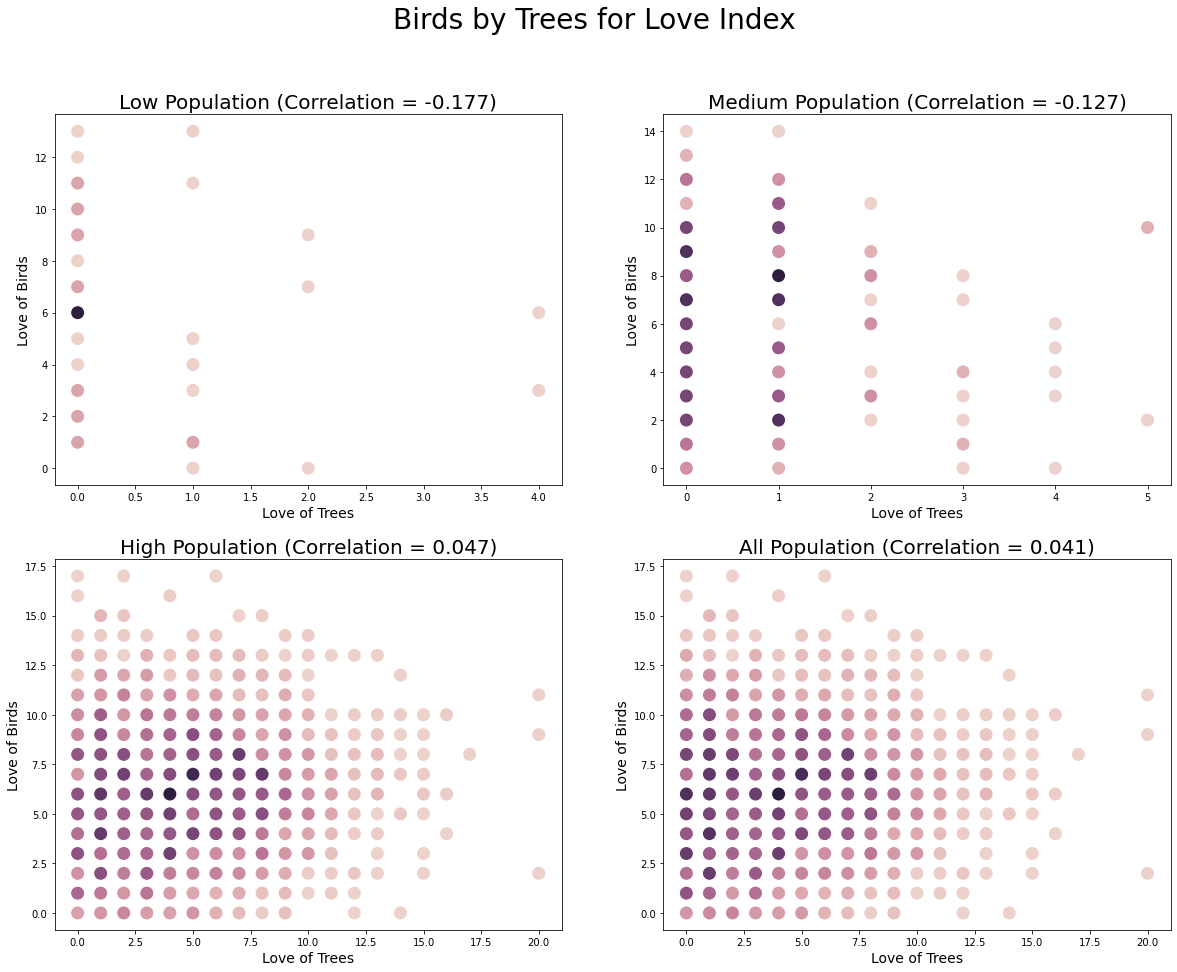 Birds by Trees for Love Index
Low Population (Correlation = -0.177)
Love of Birds
12
10
8
6
4
2
0
0.0 0.5 1.0 1.5 2.0 2.5 3.0 3.5 4.0
Love of Trees
Medium Population (Correlation = -0.127)
Love of Birds
14
12
10
8
6
4
2
0
0 1 2 3 4 5
Love of Trees
High Population (Correlation = 0.047)
Love of Birds
17.5
15.0
12.5
10.0
7.5
5.0
2.5
0.0
0.0 2.5 5.0 7.5 10.0 12.5 15.0 17.5 20.0
Love of Trees
All Population (Correlation = 0.041)
Love of Birds
17.5
15.0
12.5
10.0
7.5
5.0
2.5
0.0
0.0 2.5 5.0 7.5 10.0 12.5 15.0 17.5 20.0
Love of Trees